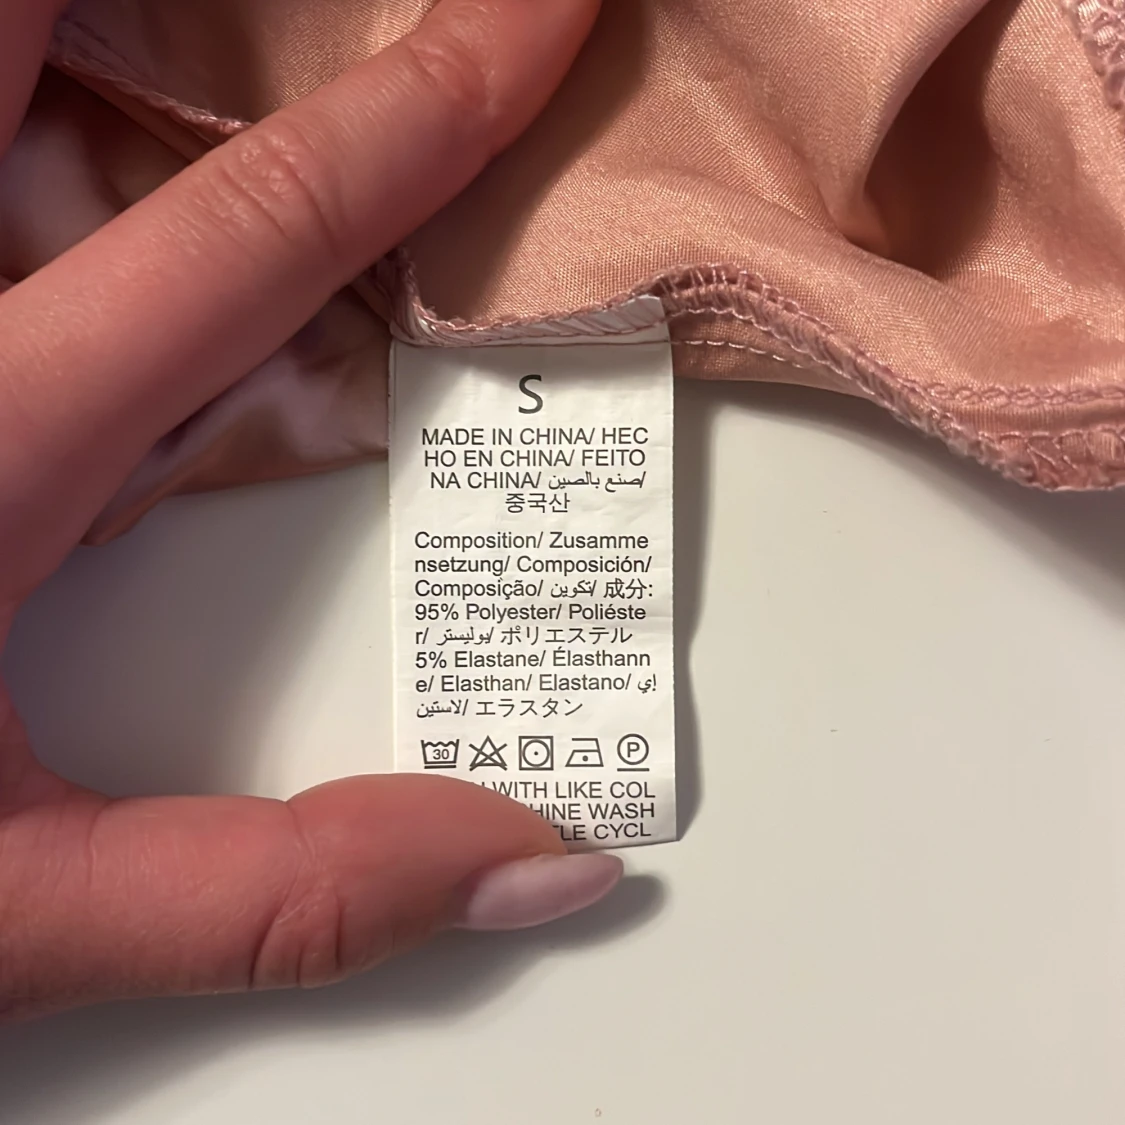 S
MADE IN CHINA/ HEC
HO EN CHINA/ FEITO
NA CHINA/ صنع بالصين/
중국산
Composition/ Zusamme
nsetzung/ Composición/
Composição/ تكوين/ 成分:
95% Polyester/ Poliéste
r/ بوليستر/ ポリエステル
5% Elastane/ Élasthann
e/ Elasthan/ Elastano/ إي
لاستين/ エラスタン
30 P
WITH LIKE COL
WASH
CYCL